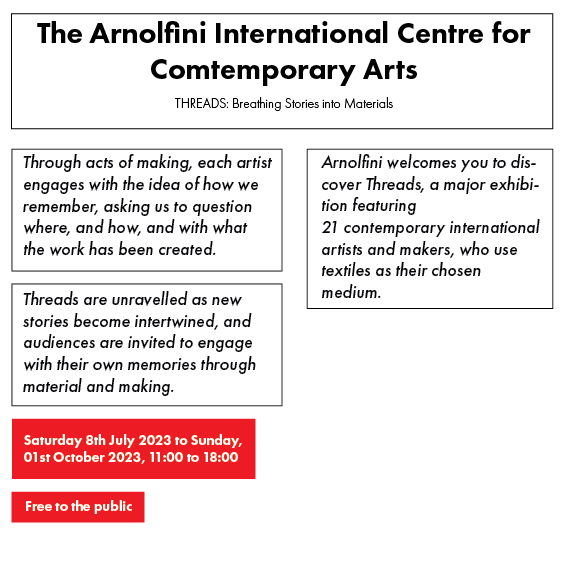 The Arnolfini International Centre for
Comtemporary Arts
THREADS: Breathing Stories into Materials
Through acts of making, each artist
engages with the idea of how we
remember, asking us to question
where, and how, and with what
the work has been created.
Threads are unravelled as new
stories become intertwined, and
audiences are invited to engage
with their own memories through
material and making.
Arnolfini welcomes you to dis-
cover Threads, a major exhibi-
tion featuring
21 contemporary international
artists and makers, who use
textiles as their chosen
medium.
Saturday 8th July 2023 to Sunday,
01st October 2023, 11:00 to 18:00
Free to the public